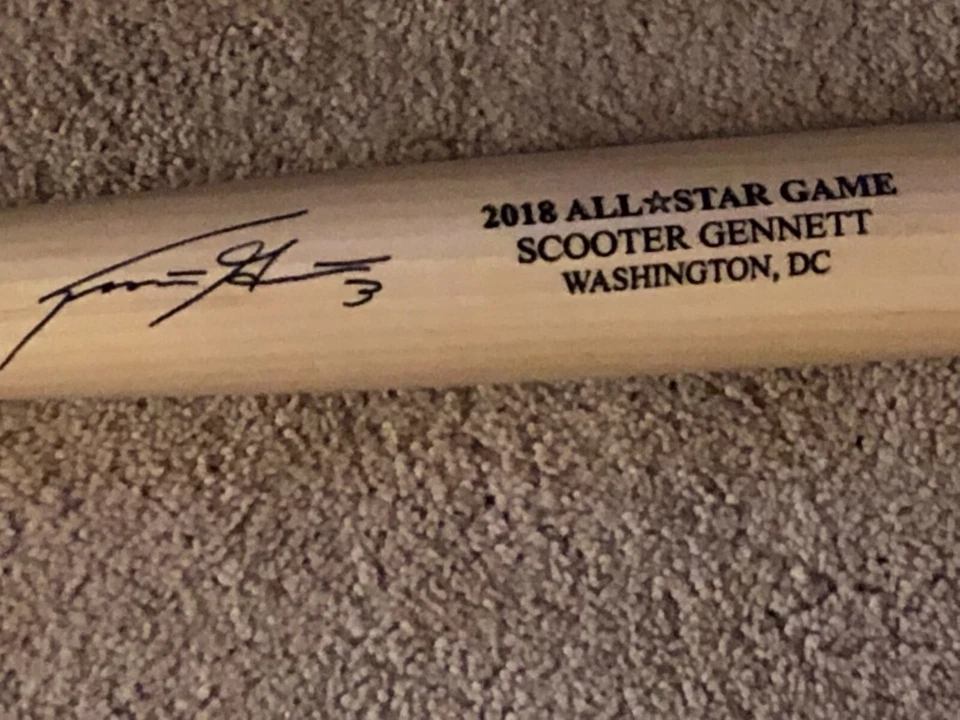 2018 ALL☆STAR GAME
SCOOTER GENNETT
WASHINGTON, DC
3